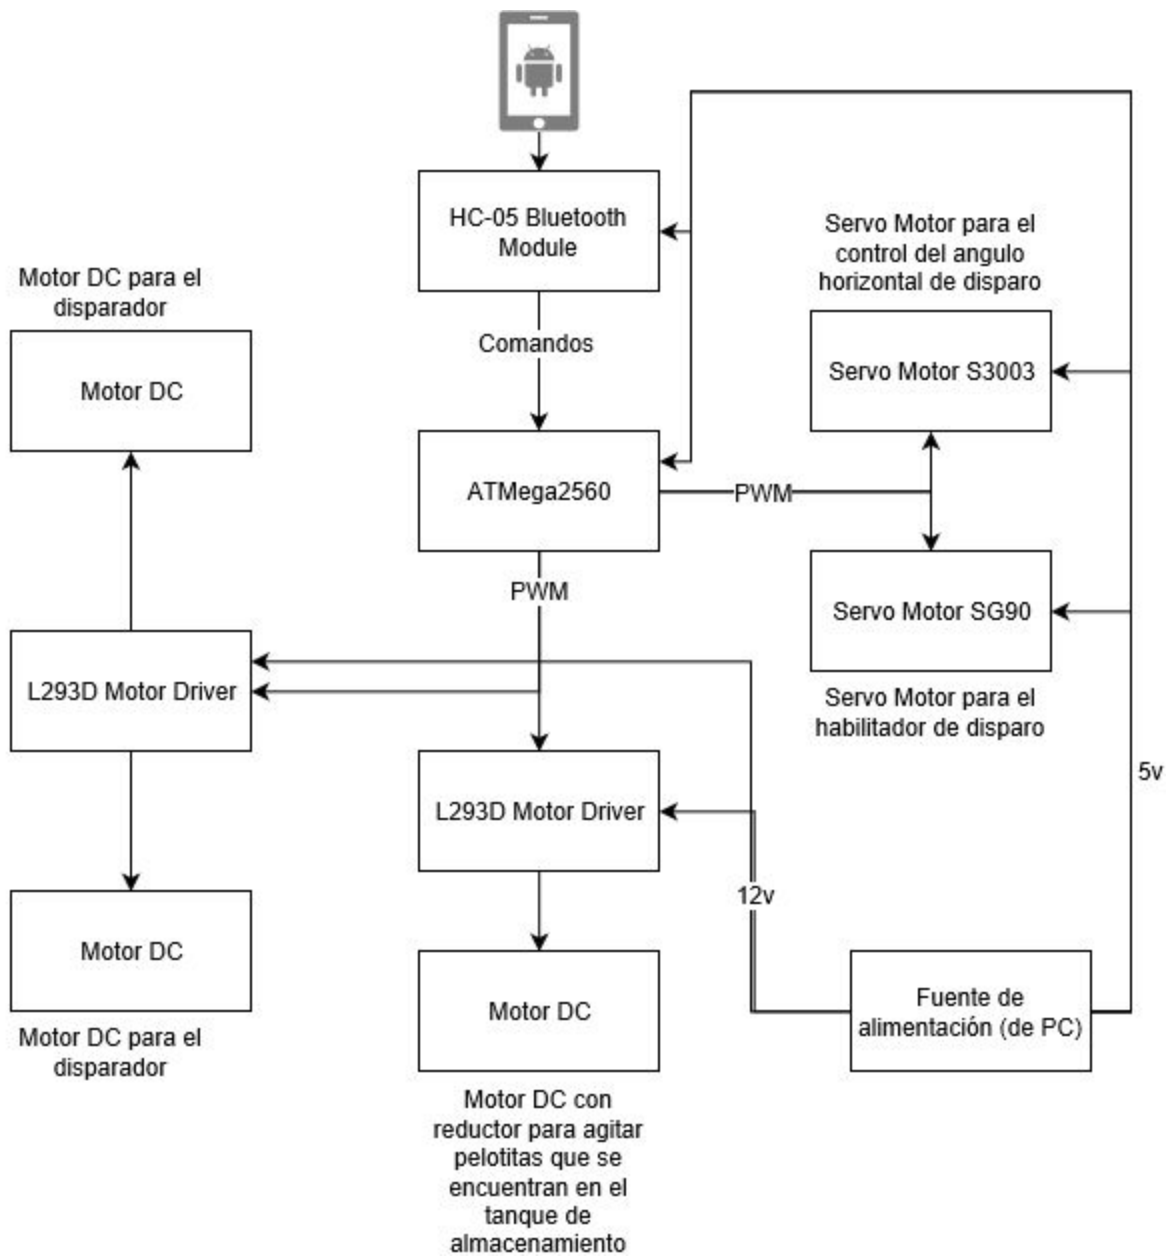 HC-05 Bluetooth
Module
Servo Motor para el
control del angulo
horizontal de disparo
Motor DC para el
disparador
Comandos
Servo Motor S3003
Motor DC
ATMega2560
PWM
PWM
Servo Motor SG90
L293D Motor Driver
Servo Motor para el
habilitador de disparo
5v
L293D Motor Driver
12v
Motor DC
Motor DC
Fuente de
alimentación (de PC)
Motor DC para el
disparador
Motor DC con
reductor para agitar
pelotitas que se
encuentran en el
tanque de
almacenamiento